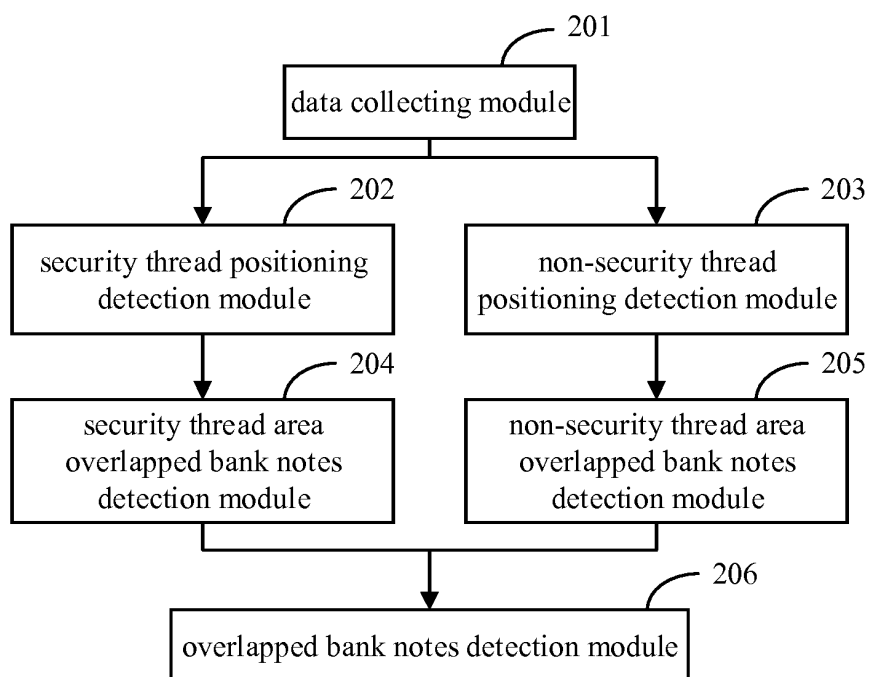 201
data collecting module
202
security thread positioning
detection module
203
non-security thread
positioning detection module
204
security thread area
overlapped bank notes
detection module
205
non-security thread area
overlapped bank notes
detection module
206
overlapped bank notes detection module